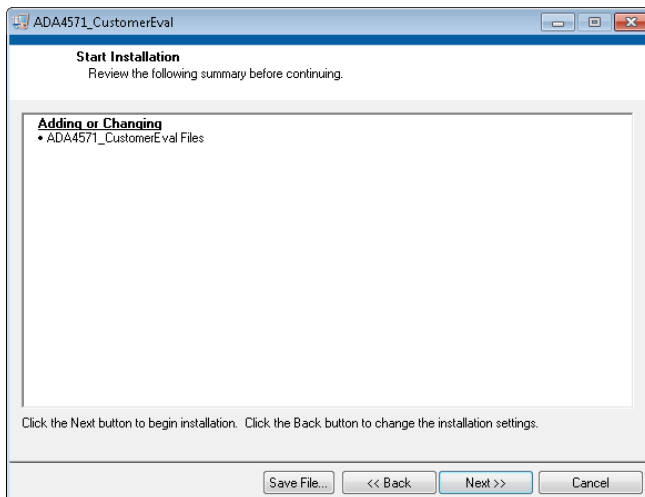 ADA4571_CustomerEval
Start Installation
Review the following summary before continuing.
Adding or Changing
• ADA4571_CustomerEval Files
Click the Next button to begin installation. Click the Back button to change the installation settings.
Save File... << Back Next >> Cancel